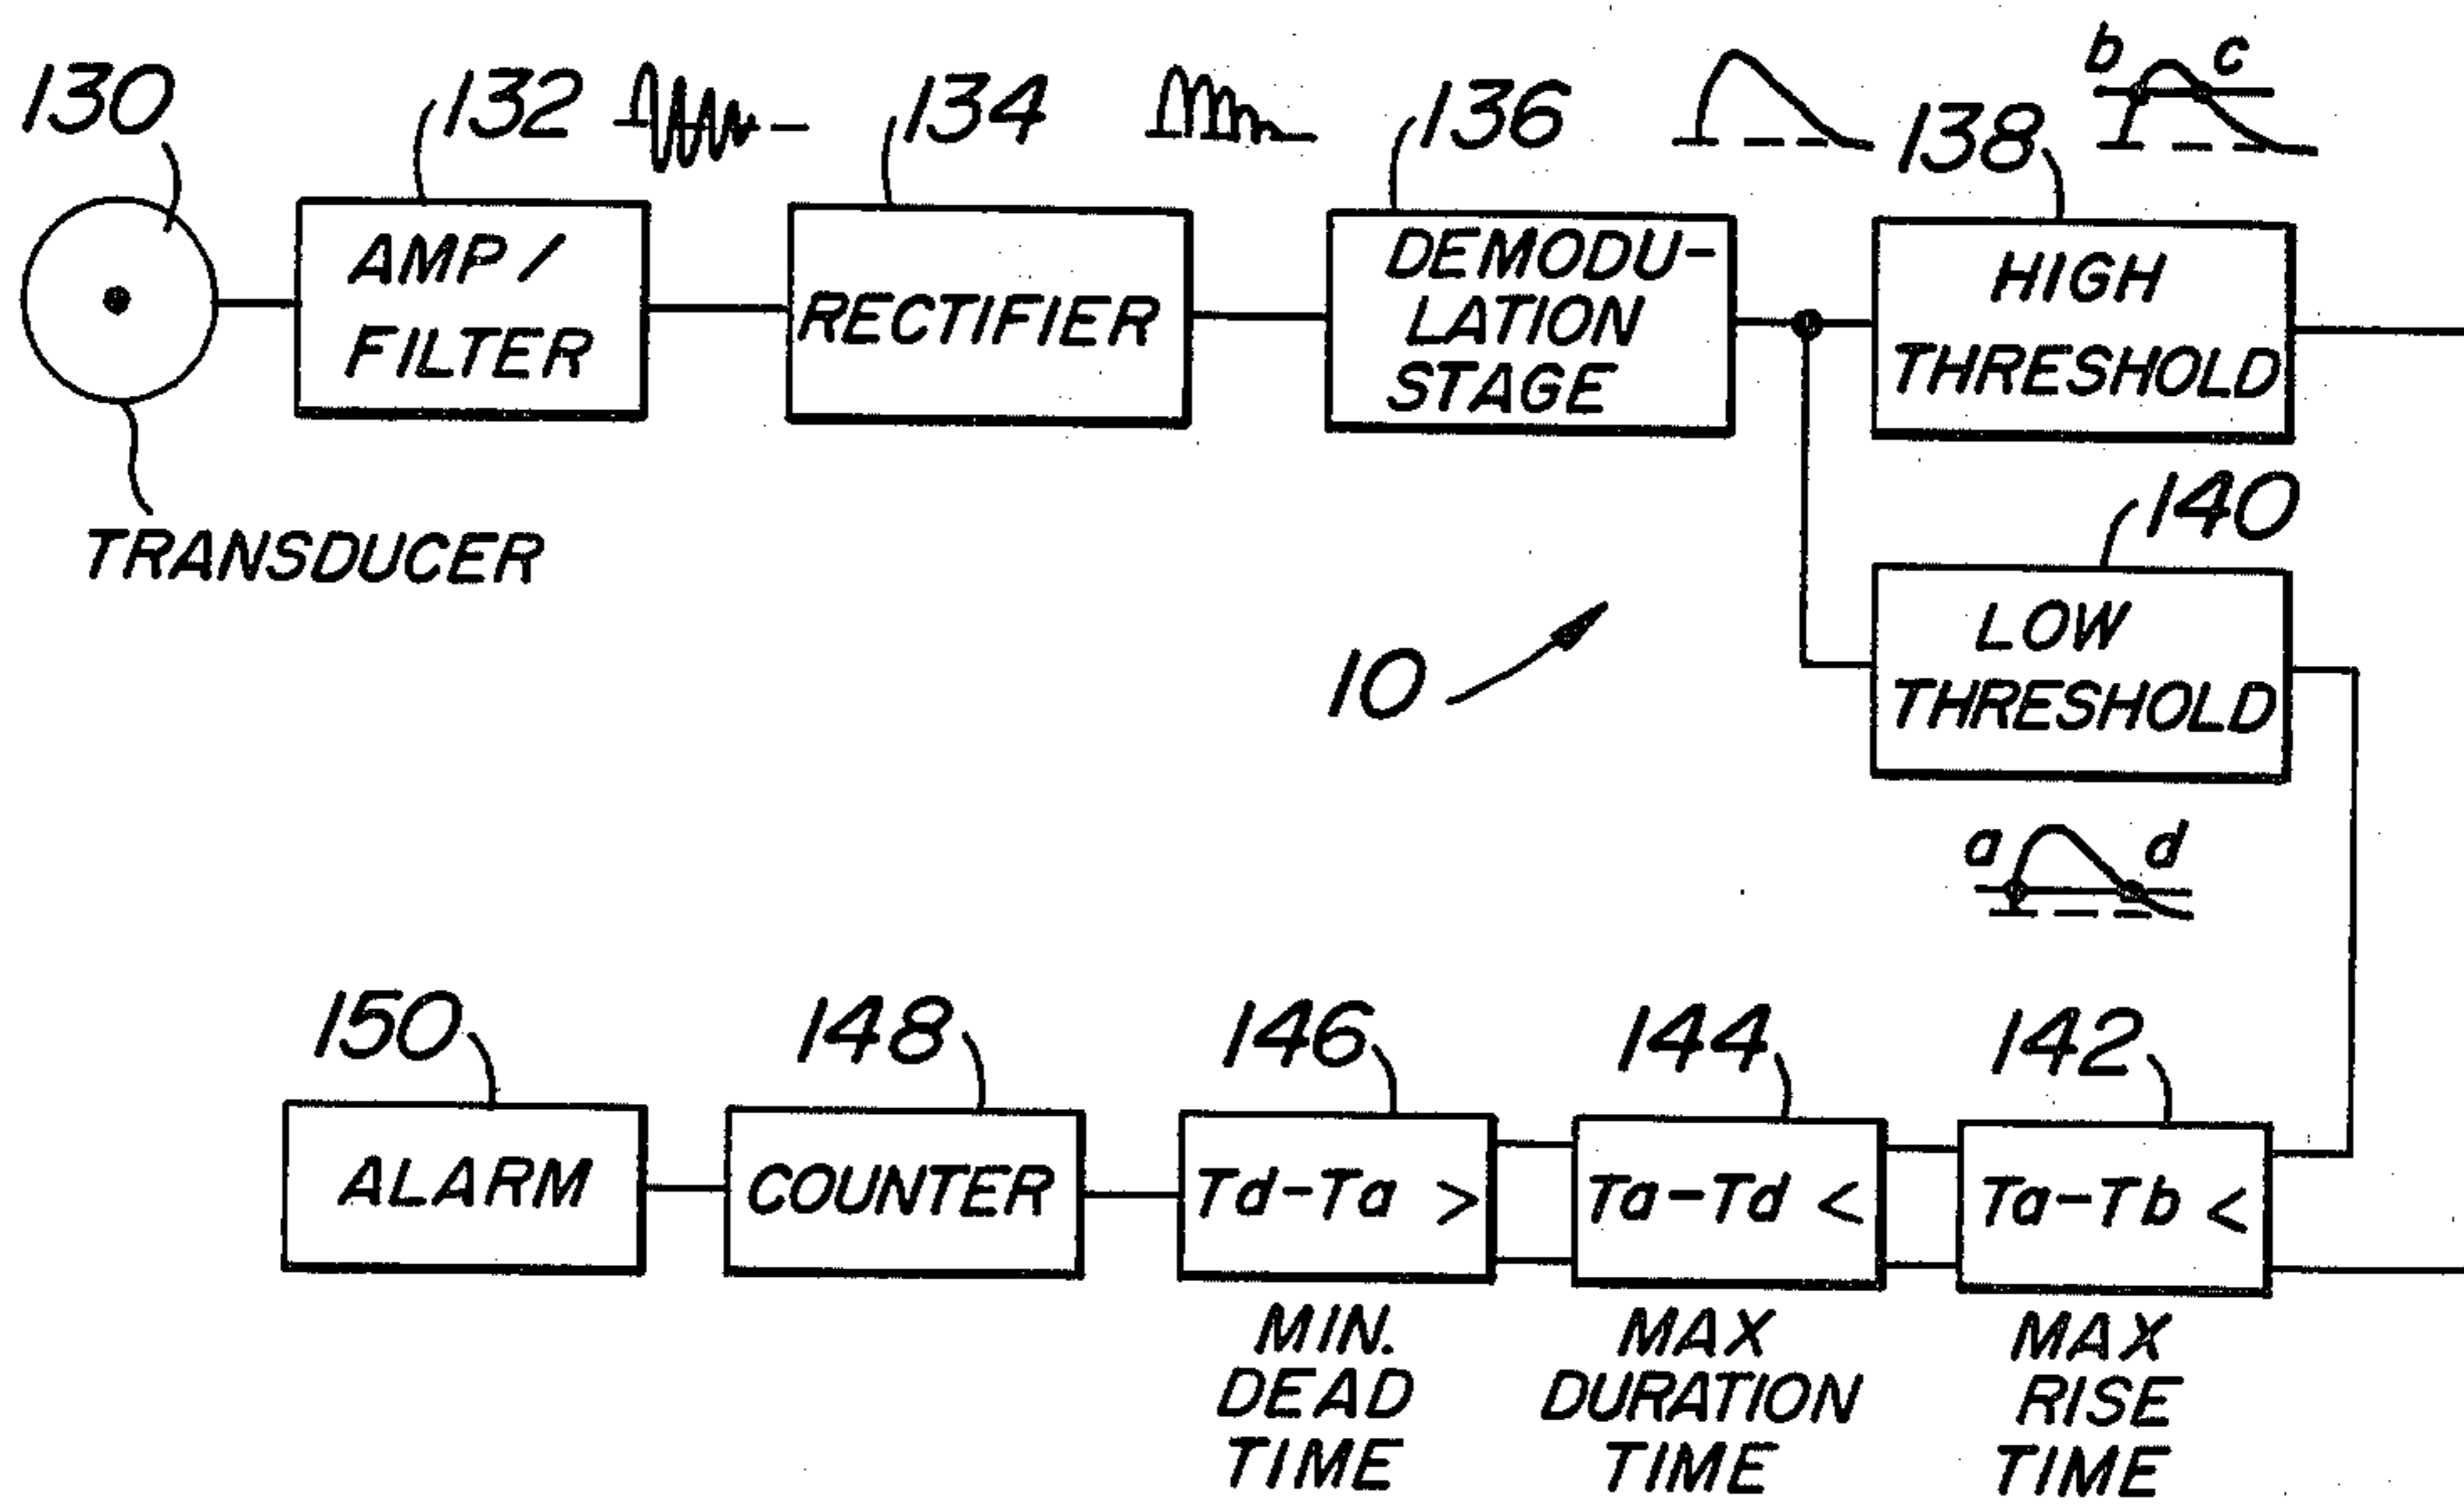 130
132
134
136
138
b c
AMP /
FILTER
RECTIFIER
DEMODU-
LATION
STAGE
HIGH
THRESHOLD
TRANSDUCER
140
LOW
THRESHOLD
10
a d
150
148
146
144
142
ALARM
COUNTER
Td-Ta >
Ta-Td <
Ta-Tb <
MIN.
DEAD
TIME
MAX
DURATION
TIME
MAX
RISE
TIME